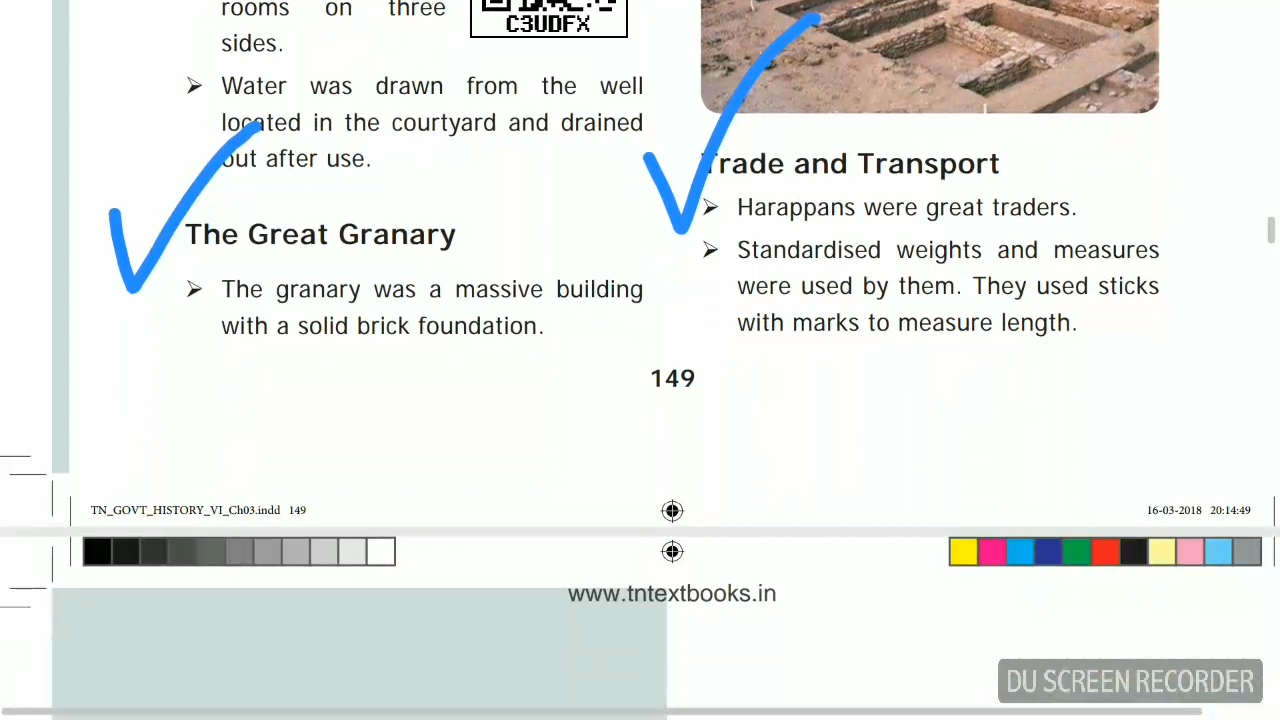 rooms on three
sides.
C3UDFX
➢ Water was drawn from the well
located in the courtyard and drained
out after use.
The Great Granary
➢ The granary was a massive building
with a solid brick foundation.
Trade and Transport
➢ Harappans were great traders.
➢ Standardised weights and measures
were used by them. They used sticks
with marks to measure length.
149
TN_GOVT_HISTORY_VI_Ch03.indd 149
16-03-2018 20:14:49
www.tntextbooks.in
DU SCREEN RECORDER